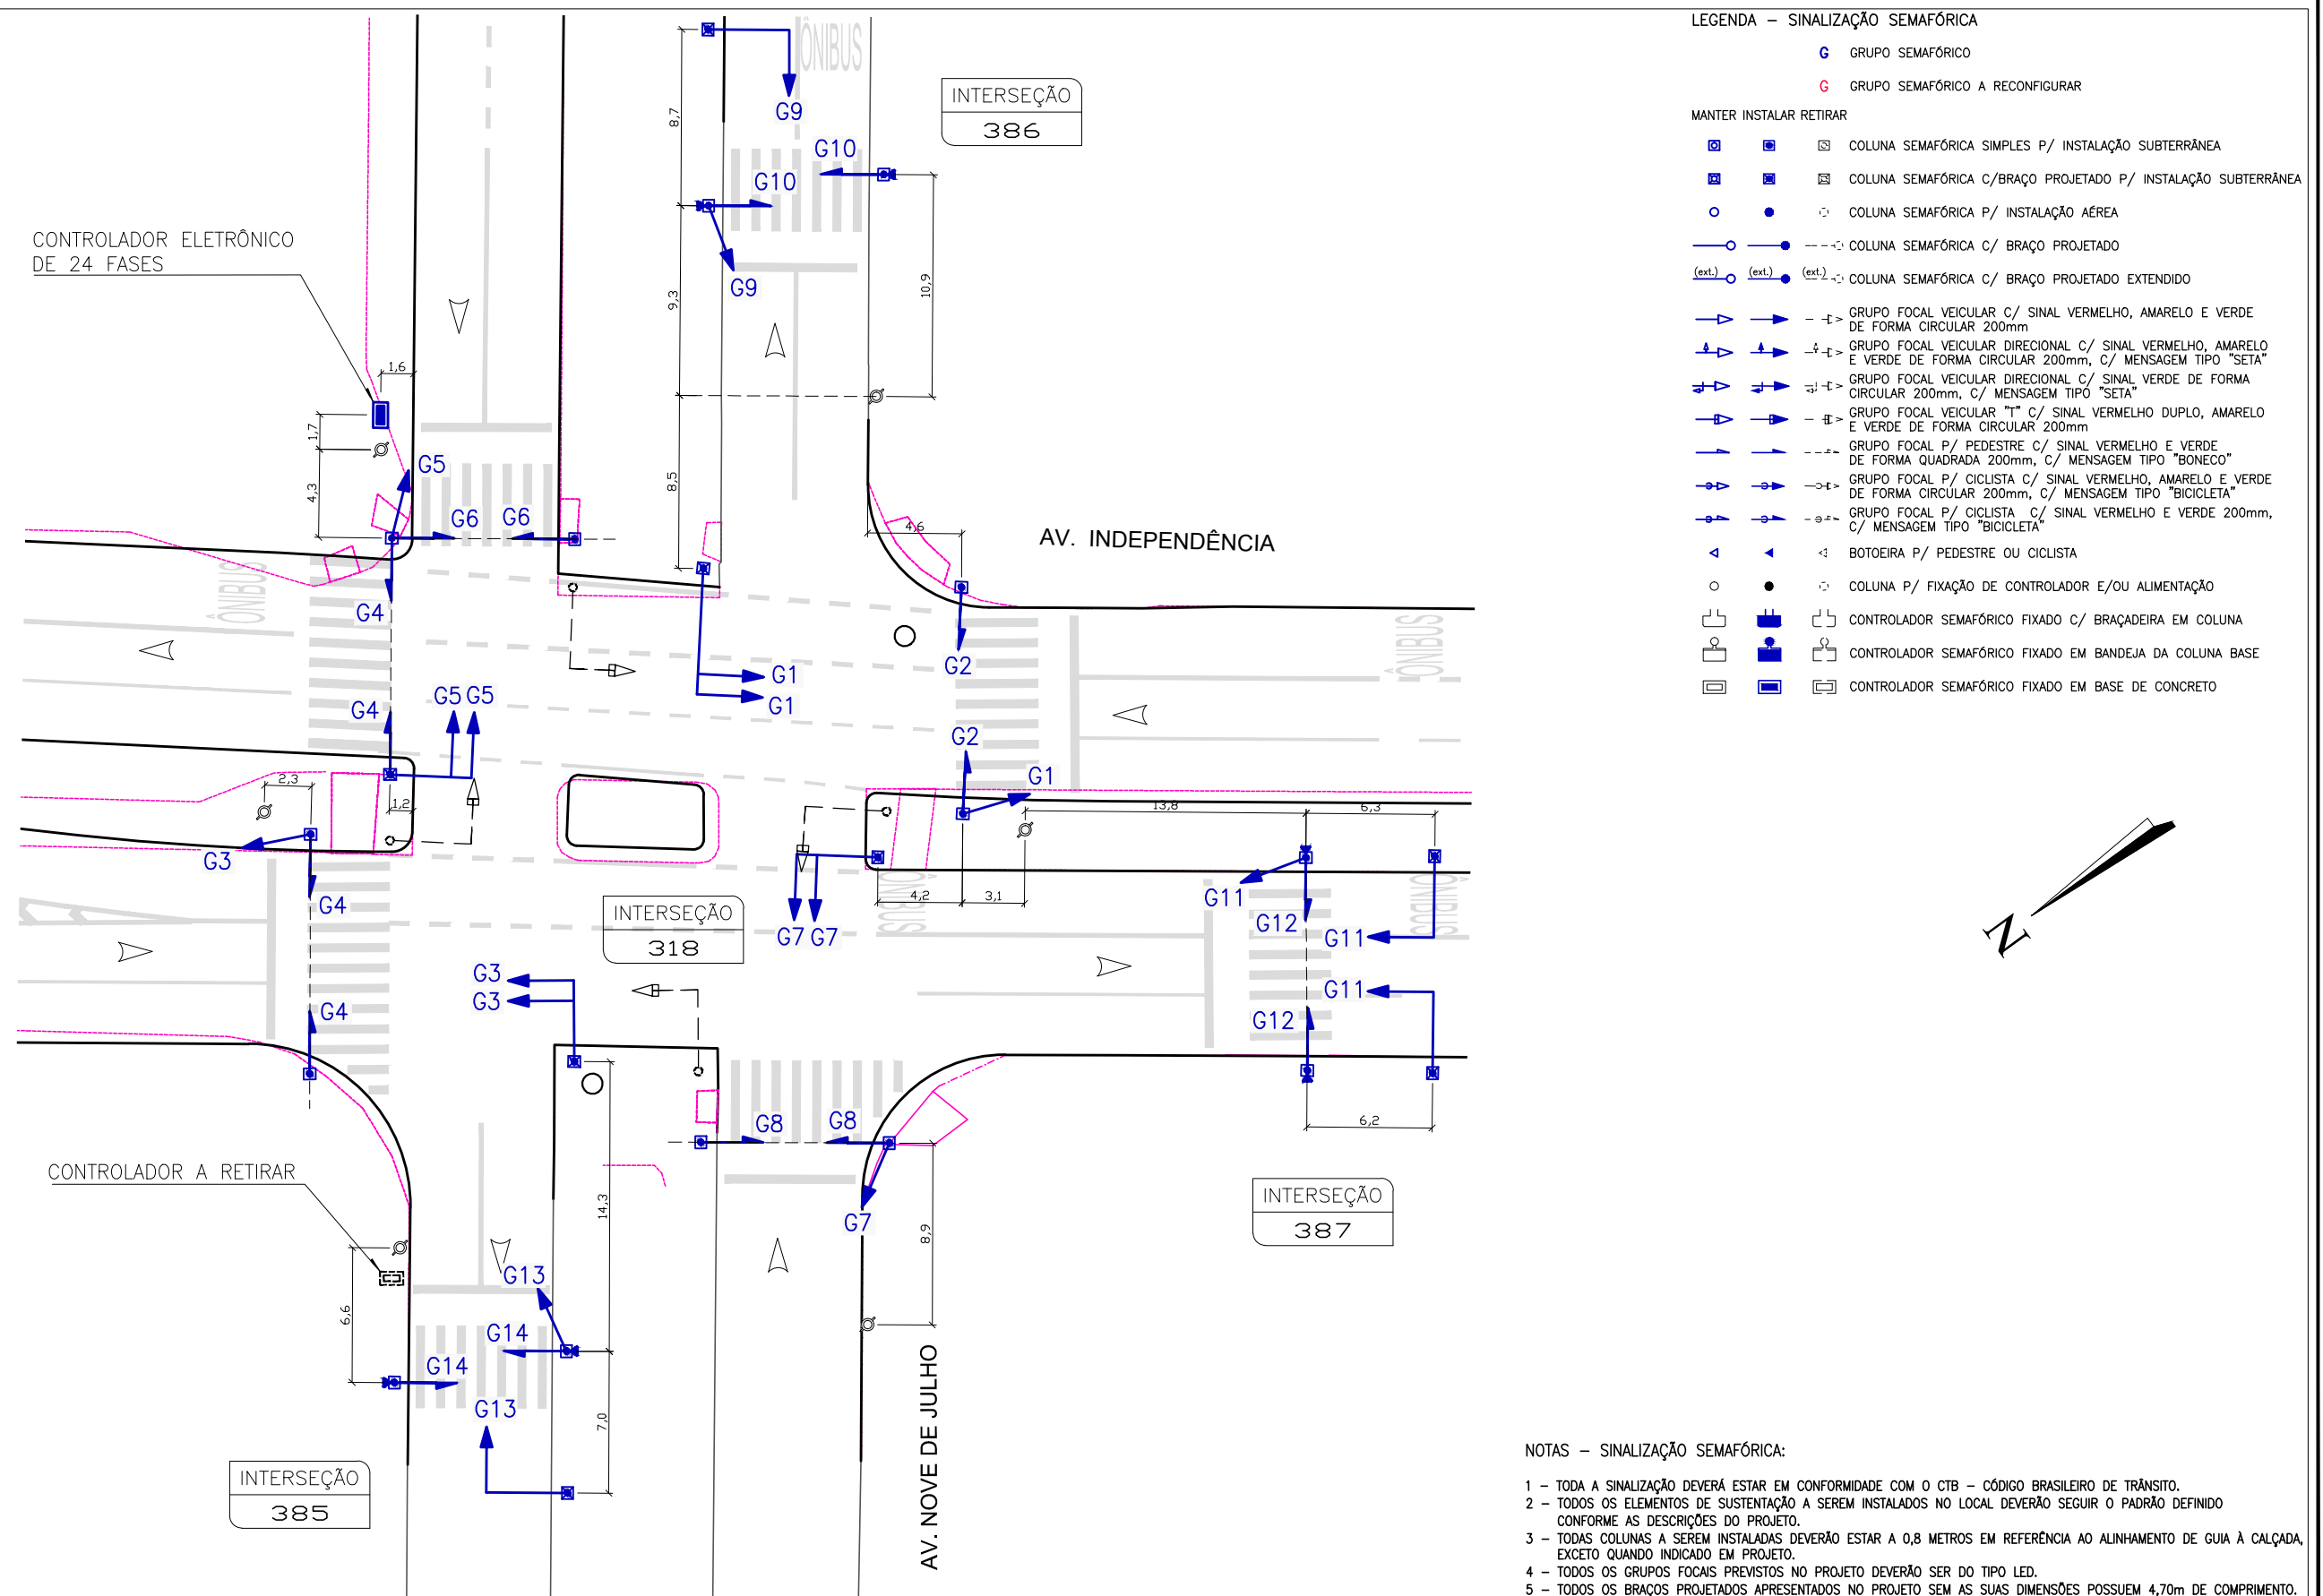 LEGENDA – SINALIZAÇÃO SEMAFÓRICA
G GRUPO SEMAFÓRICO
G GRUPO SEMAFÓRICO A RECONFIGURAR
MANTER INSTALAR RETIRAR
COLUNA SEMAFÓRICA SIMPLES P/ INSTALAÇÃO SUBTERRÂNEA
COLUNA SEMAFÓRICA C/BRAÇO PROJETADO P/ INSTALAÇÃO SUBTERRÂNEA
COLUNA SEMAFÓRICA P/ INSTALAÇÃO AÉREA
COLUNA SEMAFÓRICA C/ BRAÇO PROJETADO
(ext.) (ext.) (ext.) COLUNA SEMAFÓRICA C/ BRAÇO PROJETADO EXTENDIDO
GRUPO FOCAL VEICULAR C/ SINAL VERMELHO, AMARELO E VERDE
DE FORMA CIRCULAR 200mm
GRUPO FOCAL VEICULAR DIRECIONAL C/ SINAL VERMELHO, AMARELO
E VERDE DE FORMA CIRCULAR 200mm, C/ MENSAGEM TIPO "SETA"
GRUPO FOCAL VEICULAR DIRECIONAL C/ SINAL VERDE DE FORMA
CIRCULAR 200mm, C/ MENSAGEM TIPO "SETA"
GRUPO FOCAL VEICULAR "T" C/ SINAL VERMELHO DUPLO, AMARELO
E VERDE DE FORMA CIRCULAR 200mm
GRUPO FOCAL P/ PEDESTRE C/ SINAL VERMELHO E VERDE
DE FORMA QUADRADA 200mm, C/ MENSAGEM TIPO "BONECO"
GRUPO FOCAL P/ CICLISTA C/ SINAL VERMELHO, AMARELO E VERDE
DE FORMA CIRCULAR 200mm, C/ MENSAGEM TIPO "BICICLETA"
GRUPO FOCAL P/ CICLISTA C/ SINAL VERMELHO E VERDE 200mm,
C/ MENSAGEM TIPO "BICICLETA"
BOTOEIRA P/ PEDESTRE OU CICLISTA
COLUNA P/ FIXAÇÃO DE CONTROLADOR E/OU ALIMENTAÇÃO
CONTROLADOR SEMAFÓRICO FIXADO C/ BRAÇADEIRA EM COLUNA
CONTROLADOR SEMAFÓRICO FIXADO EM BANDEJA DA COLUNA BASE
CONTROLADOR SEMAFÓRICO FIXADO EM BASE DE CONCRETO
ÔNIBUS
8,7
G9
INTERSEÇÃO
386
G10
G10
CONTROLADOR ELETRÔNICO
DE 24 FASES
G9
9,3
10,9
1,6
1,7
G5
4,3
8,5
G6 G6
4,6
AV. INDEPENDÊNCIA
ÔNIBUS
G4
ÔNIBUS
G2
G1
G5 G5
G1
G4
G2
G1
2,3
1,2
13,8
6,3
G3
ÔNIBUS
ÔNIBUS
4,2
3,1
G11
G4
INTERSEÇÃO
318
G12
G7 G7
G11
G3
G3
G11
G4
G12
G8 G8
6,2
CONTROLADOR A RETIRAR
INTERSEÇÃO
387
14,3
G7
8,9
G13
6,6
G14
G14
AV. NOVE DE JULHO
G13
7,0
INTERSEÇÃO
385
N
NOTAS – SINALIZAÇÃO SEMAFÓRICA:
1 – TODA A SINALIZAÇÃO DEVERÁ ESTAR EM CONFORMIDADE COM O CTB – CÓDIGO BRASILEIRO DE TRÂNSITO.
2 – TODOS OS ELEMENTOS DE SUSTENTAÇÃO A SEREM INSTALADOS NO LOCAL DEVERÃO SEGUIR O PADRÃO DEFINIDO
CONFORME AS DESCRIÇÕES DO PROJETO.
3 – TODAS COLUNAS A SEREM INSTALADAS DEVERÃO ESTAR A 0,8 METROS EM REFERÊNCIA AO ALINHAMENTO DE GUIA À CALÇADA,
EXCETO QUANDO INDICADO EM PROJETO.
4 – TODOS OS GRUPOS FOCAIS PREVISTOS NO PROJETO DEVERÃO SER DO TIPO LED.
5 – TODOS OS BRAÇOS PROJETADOS APRESENTADOS NO PROJETO SEM AS SUAS DIMENSÕES POSSUEM 4,70m DE COMPRIMENTO.